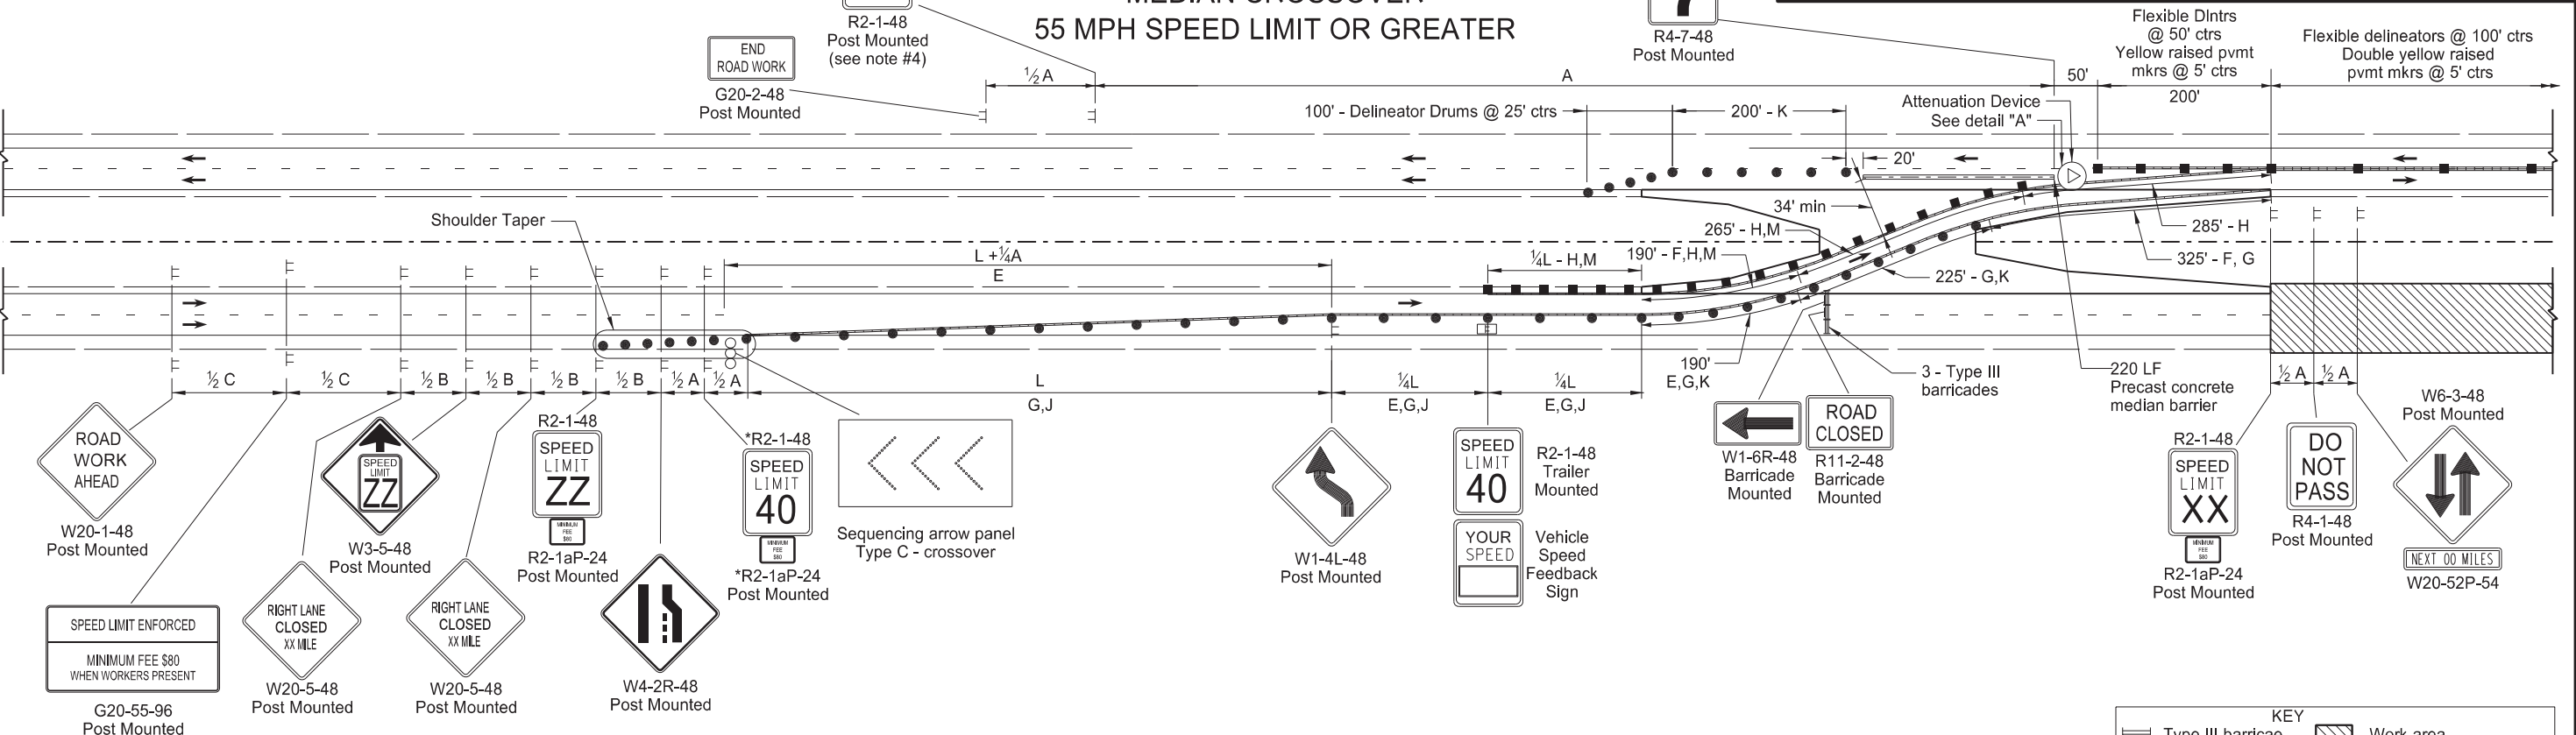 MEDIAN CROSSOVER
55 MPH SPEED LIMIT OR GREATER
R2-1-48
Post Mounted
(see note #4)
END
ROAD WORK
G20-2-48
Post Mounted
R4-7-48
Post Mounted
Flexible Dlntrs
@ 50' ctrs
Yellow raised pvmt
mkrs @ 5' ctrs
Flexible delineators @ 100' ctrs
Double yellow raised
pvmt mkrs @ 5' ctrs
½ A
A
50'
200'
100' - Delineator Drums @ 25' ctrs
200' - K
Attenuation Device
See detail "A"
20'
34' min
Shoulder Taper
L +¼A
E
¼L - H,M
190' - F,H,M
265' - H,M
285' - H
325' - F, G
225' - G,K
190'
E,G,K
3 - Type III
barricades
220 LF
Precast concrete
median barrier
½ C
½ C
½ B
½ B
½ B
½ B
½ A
½ A
L
G,J
¼L
E,G,J
¼L
E,G,J
½ A
½ A
ROAD
WORK
AHEAD
W20-1-48
Post Mounted
SPEED LIMIT ENFORCED
MINIMUM FEE $80
WHEN WORKERS PRESENT
G20-55-96
Post Mounted
RIGHT LANE
CLOSED
XX MILE
W20-5-48
Post Mounted
SPEED
LIMIT
ZZ
W3-5-48
Post Mounted
RIGHT LANE
CLOSED
XX MILE
W20-5-48
Post Mounted
R2-1-48
SPEED
LIMIT
ZZ
MINIMUM
FEE
$80
R2-1aP-24
Post Mounted
W4-2R-48
Post Mounted
*R2-1-48
SPEED
LIMIT
40
MINIMUM
FEE
$80
*R2-1aP-24
Post Mounted
Sequencing arrow panel
Type C - crossover
W1-4L-48
Post Mounted
SPEED
LIMIT
40
R2-1-48
Trailer
Mounted
YOUR
SPEED
Vehicle
Speed
Feedback
Sign
W1-6R-48
Barricade
Mounted
ROAD
CLOSED
R11-2-48
Barricade
Mounted
R2-1-48
SPEED
LIMIT
XX
MINIMUM
FEE
$80
R2-1aP-24
Post Mounted
DO
NOT
PASS
R4-1-48
Post Mounted
W6-3-48
Post Mounted
NEXT 00 MILES
W20-52P-54
KEY
Type III barricade
Work area